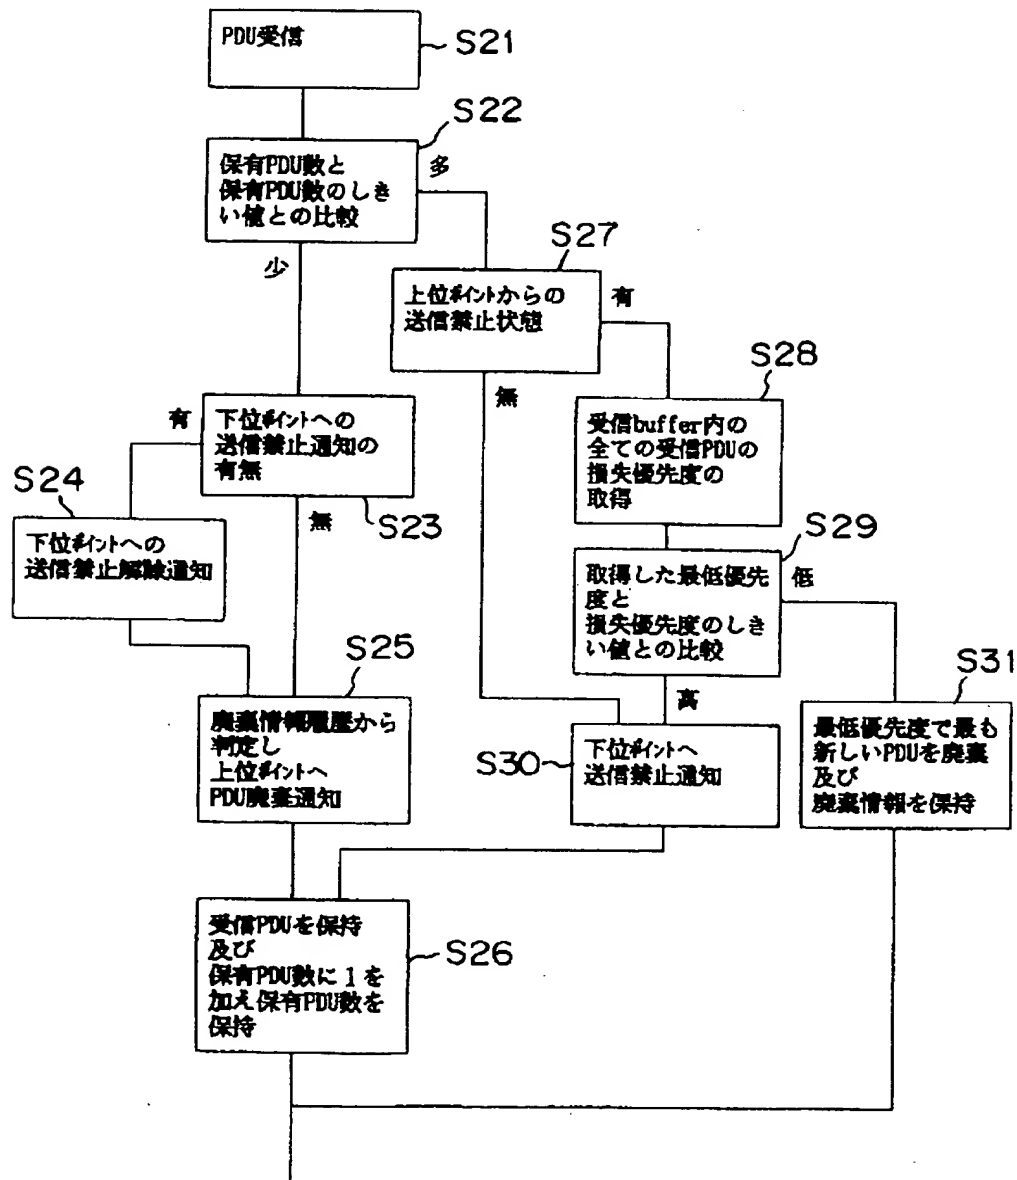 PDU受信
S21
S22
保有PDU数と
保有PDU数のしき
い値との比較
多
少
S27
上位ﾎﾟｲﾝﾄからの
送信禁止状態
有
無
S28
受信buffer内の
全ての受信PDUの
損失優先度の
取得
有
下位ﾎﾟｲﾝﾄへの
送信禁止通知の
有無
S23
無
S24
下位ﾎﾟｲﾝﾄへの
送信禁止解除通知
S29
取得した最低優先
度と
損失優先度のしき
い値との比較
低
高
S25
廃棄情報履歴から
判定し
上位ﾎﾟｲﾝﾄへ
PDU廃棄通知
S30
下位ﾎﾟｲﾝﾄへ
送信禁止通知
S31
最低優先度で最も
新しいPDUを廃棄
及び
廃棄情報を保持
受信PDUを保持
及び
保有PDU数に１を
加え保有PDU数を
保持
S26